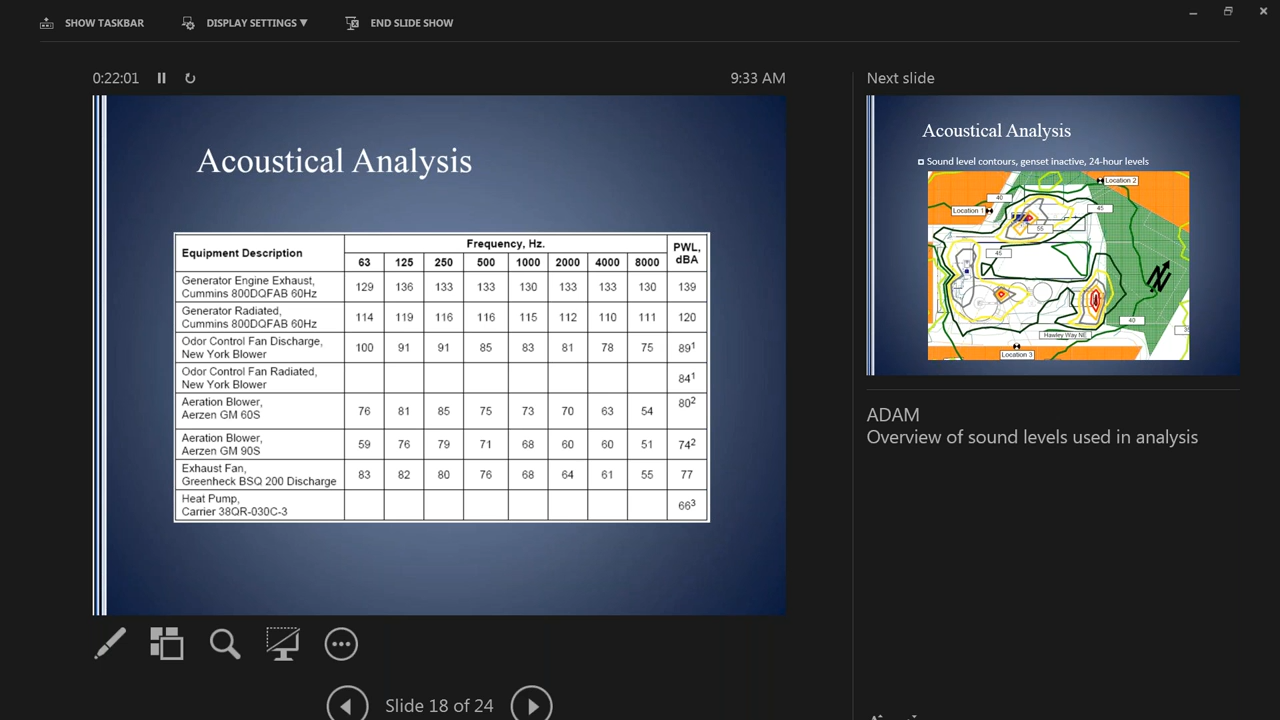 SHOW TASKBAR DISPLAY SETTINGS ▼ END SLIDE SHOW
0:22:01 9:33 AM
Acoustical Analysis
Equipment Description Frequency, Hz. PWL, dBA
63 125 250 500 1000 2000 4000 8000
Generator Engine Exhaust,
Cummins 800DQFAB 60Hz 129 136 133 133 130 133 133 130 139
Generator Radiated,
Cummins 800DQFAB 60Hz 114 119 116 116 115 112 110 111 120
Odor Control Fan Discharge,
New York Blower 100 91 91 85 83 81 78 75 89¹
Odor Control Fan Radiated,
New York Blower 84¹
Aeration Blower,
Aerzen GM 60S 76 81 85 75 73 70 63 54 80²
Aeration Blower,
Aerzen GM 90S 59 76 79 71 68 60 60 51 74²
Exhaust Fan,
Greenheck BSQ 200 Discharge 83 82 80 76 68 64 61 55 77
Heat Pump,
Carrier 38QR-030C-3 66³
Slide 18 of 24
Next slide
Acoustical Analysis
Sound level contours, genset inactive, 24-hour levels
Location 2
40
Location 1
45
55
45
N
40
Hawley Way NE
Location 3
ADAM
Overview of sound levels used in analysis